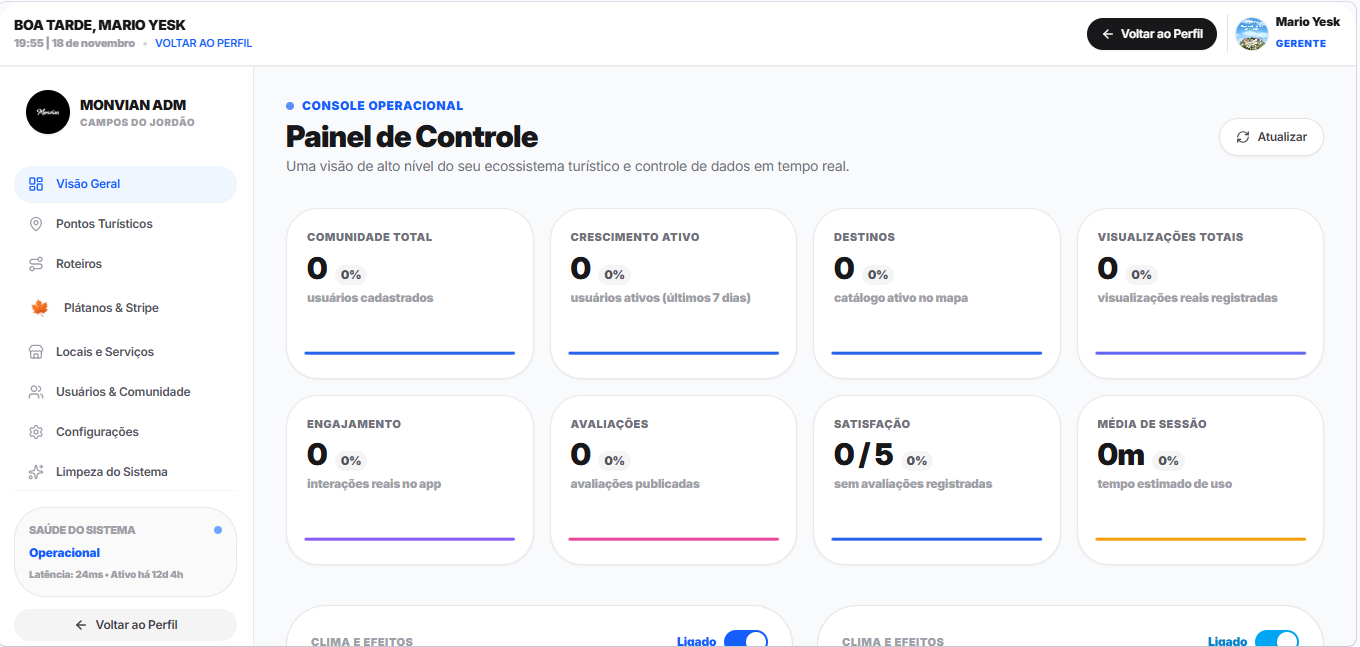 BOA TARDE, MARIO YESK
19:55 | 18 de novembro • VOLTAR AO PERFIL
← Voltar ao Perfil
Mario Yesk
GERENTE
Monvian
MONVIAN ADM
CAMPOS DO JORDÃO
Visão Geral
Pontos Turísticos
Roteiros
Plátanos & Stripe
Locais e Serviços
Usuários & Comunidade
Configurações
Limpeza do Sistema
SAÚDE DO SISTEMA
Operacional
Latência: 24ms • Ativo há 12d 4h
← Voltar ao Perfil
CONSOLE OPERACIONAL
Painel de Controle
Uma visão de alto nível do seu ecossistema turístico e controle de dados em tempo real.
Atualizar
COMUNIDADE TOTAL
0 0%
usuários cadastrados
CRESCIMENTO ATIVO
0 0%
usuários ativos (últimos 7 dias)
DESTINOS
0 0%
catálogo ativo no mapa
VISUALIZAÇÕES TOTAIS
0 0%
visualizações reais registradas
ENGAJAMENTO
0 0%
interações reais no app
AVALIAÇÕES
0 0%
avaliações publicadas
SATISFAÇÃO
0 / 5 0%
sem avaliações registradas
MÉDIA DE SESSÃO
0m 0%
tempo estimado de uso
CLIMA E EFEITOS
Ligado
CLIMA E EFEITOS
Ligado